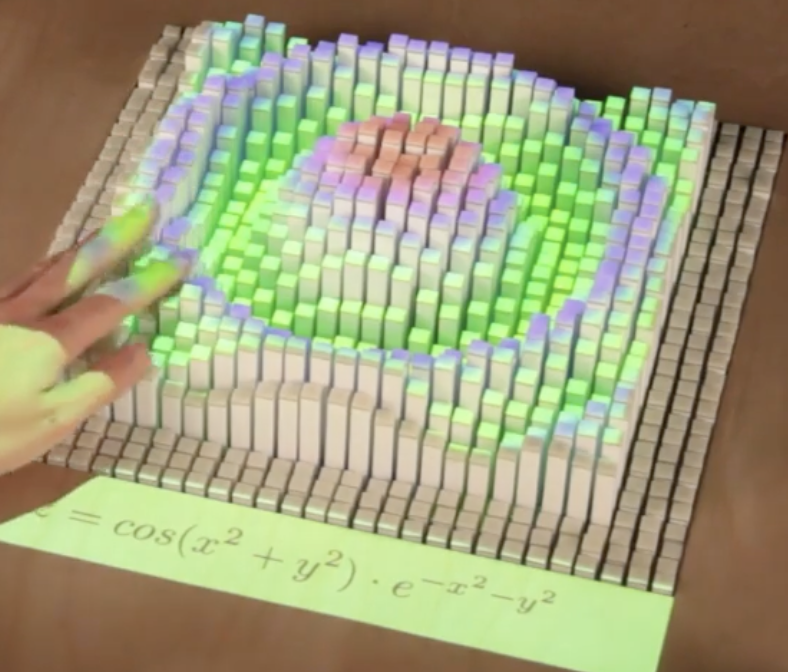 = cos(x² + y²) · e^{-x²-y²}